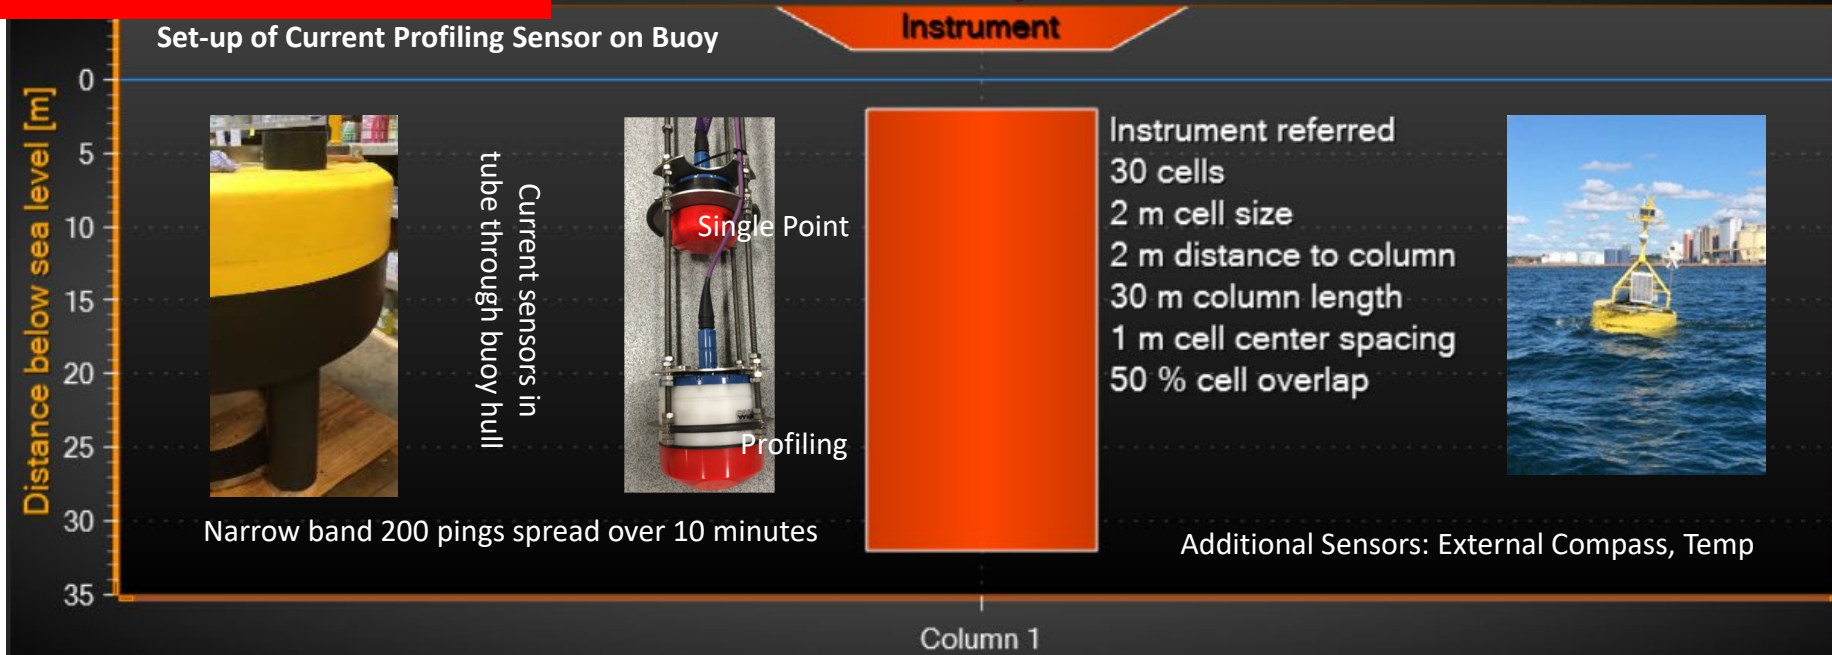 Instrument
Set-up of Current Profiling Sensor on Buoy
Distance below sea level [m]
0
5
10
15
20
25
30
35
Current sensors in
tube through buoy hull
Single Point
Profiling
Instrument referred
30 cells
2 m cell size
2 m distance to column
30 m column length
1 m cell center spacing
50 % cell overlap
Narrow band 200 pings spread over 10 minutes
Additional Sensors: External Compass, Temp
Column 1